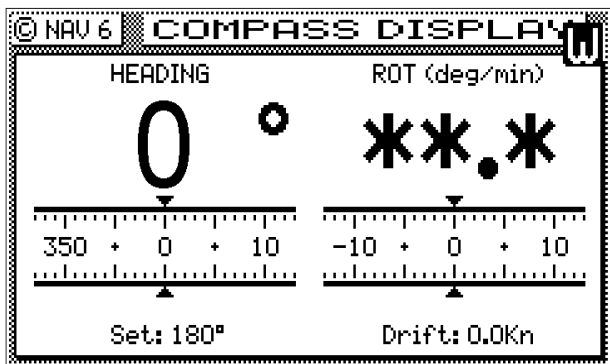 © NAV 6 COMPASS DISPLAY W
HEADING ROT (deg/min)
0° **.*
350 + 0 + 10 -10 + 0 + 10
Set: 180° Drift: 0.0Kn